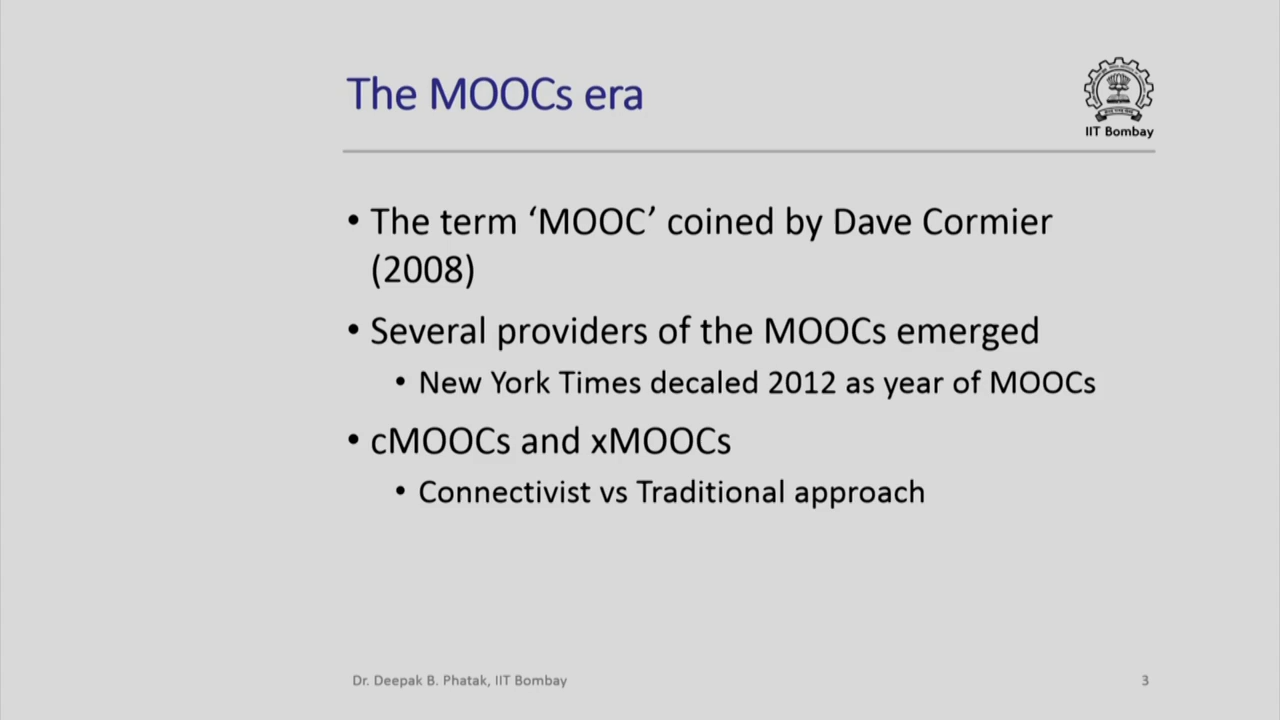 The MOOCs era
IIT Bombay
• The term ‘MOOC’ coined by Dave Cormier
(2008)
• Several providers of the MOOCs emerged
• New York Times decaled 2012 as year of MOOCs
• cMOOCs and xMOOCs
• Connectivist vs Traditional approach
Dr. Deepak B. Phatak, IIT Bombay
3